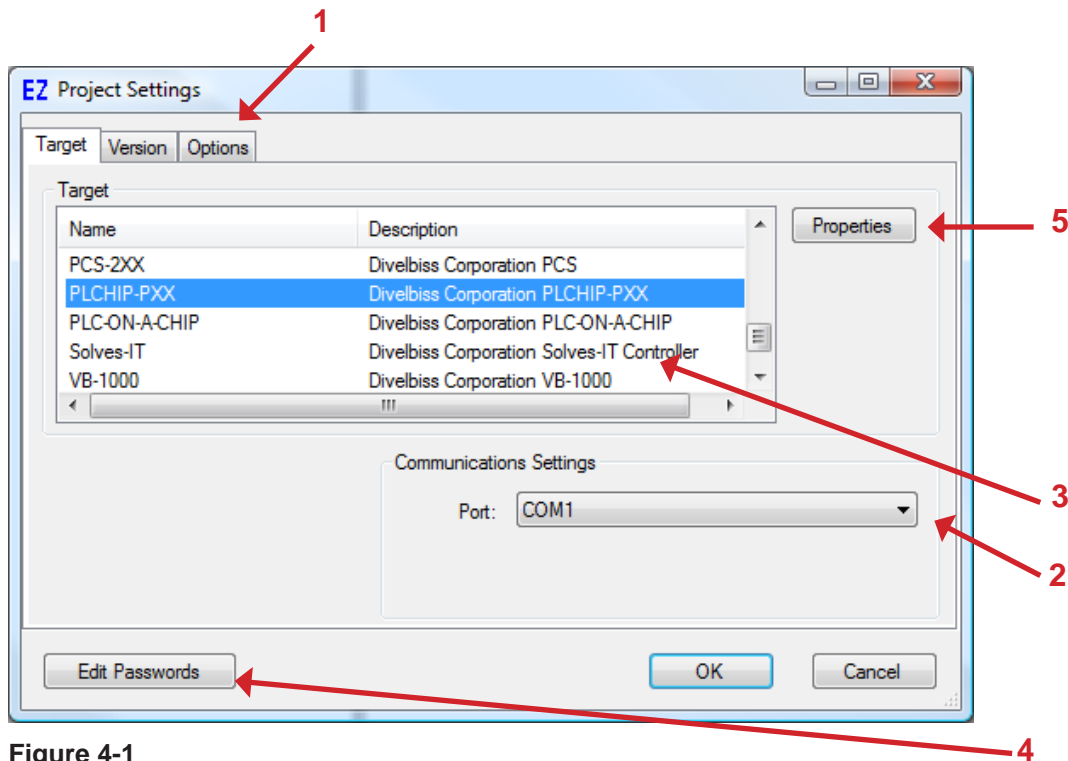 1
EZ Project Settings
Target Version Options
Target
Name Description
PCS-2XX Divelbiss Corporation PCS
PLCHIP-PXX Divelbiss Corporation PLCHIP-PXX
PLC-ON-A-CHIP Divelbiss Corporation PLC-ON-A-CHIP
Solves-IT Divelbiss Corporation Solves-IT Controller
VB-1000 Divelbiss Corporation VB-1000
Properties
5
Communications Settings
Port: COM1
3
2
Edit Passwords OK Cancel
4
Figure 4-1